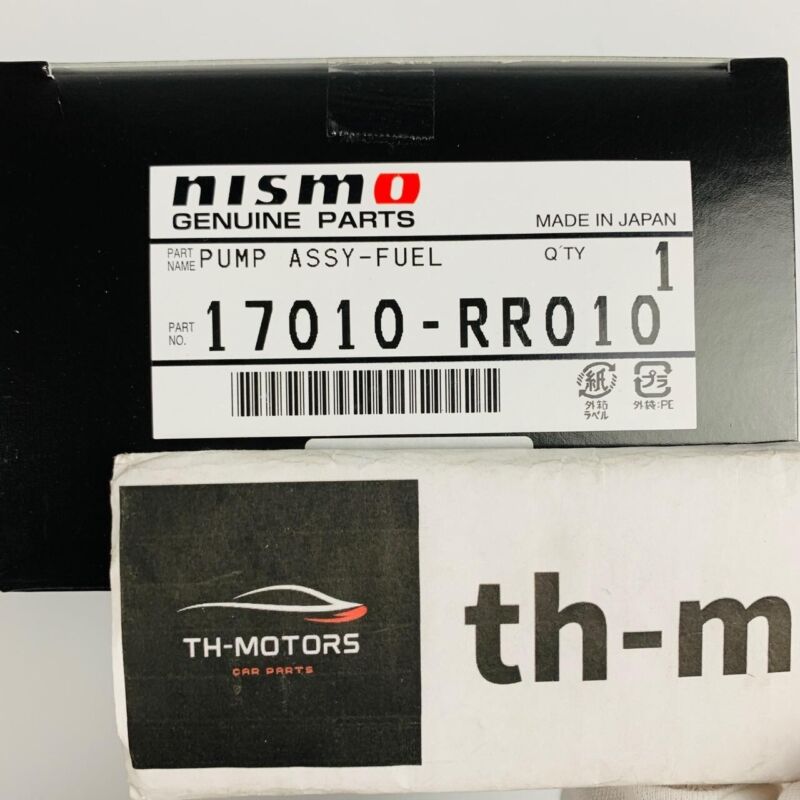 nismo
GENUINE PARTS
MADE IN JAPAN
PART NAME PUMP ASSY-FUEL Q'TY 1
PART NO. 17010-RR010
紙 プラ
外箱 外袋:PE
ラベル
TH-MOTORS
CAR PARTS
th-m